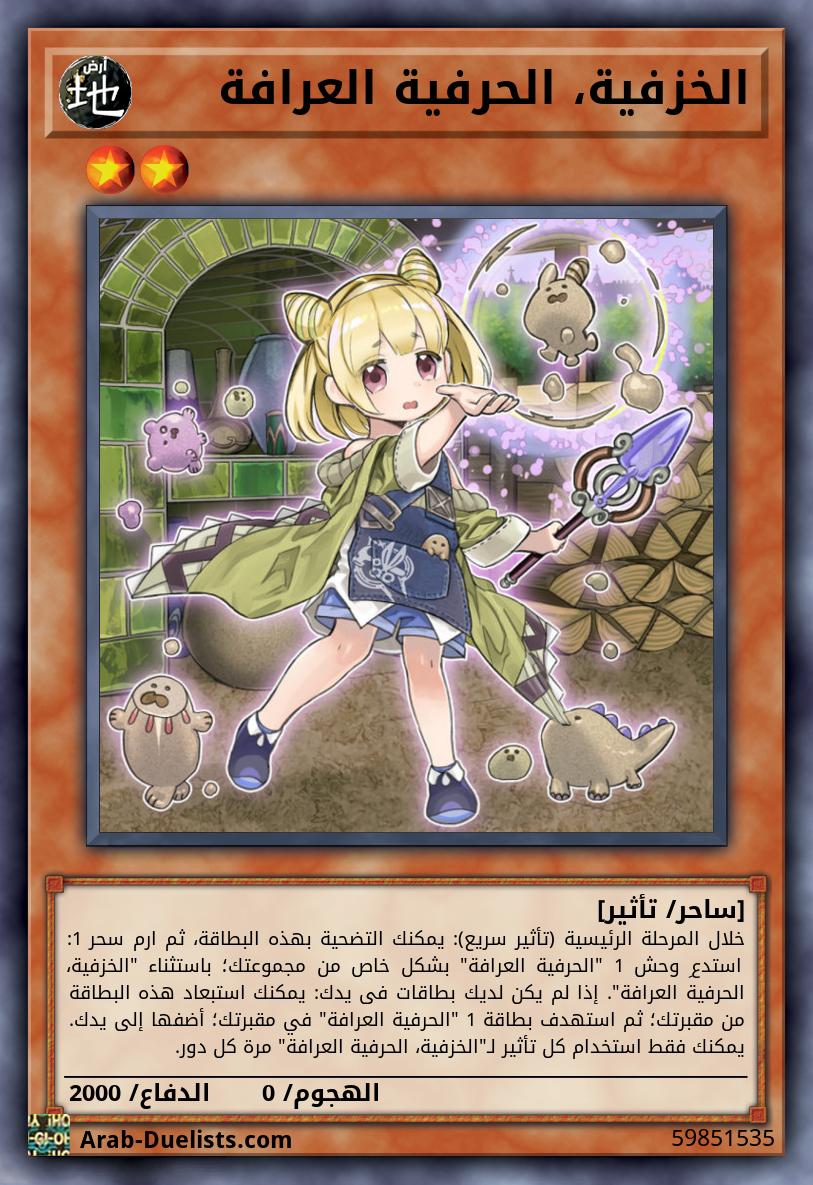 الخزفية، الحرفية العرافة
أرض
地
[ساحر/ تأثير]
خلال المرحلة الرئيسية (تأثير سريع): يمكنك التضحية بهذه البطاقة، ثم ارم سحر 1:
استدعِ وحش 1 "الحرفية العرافة" بشكل خاص من مجموعتك؛ باستثناء "الخزفية،
الحرفية العرافة". إذا لم يكن لديك بطاقات فى يدك: يمكنك استبعاد هذه البطاقة
من مقبرتك؛ ثم استهدف بطاقة 1 "الحرفية العرافة" في مقبرتك؛ أضفها إلى يدك.
يمكنك فقط استخدام كل تأثير لـ"الخزفية، الحرفية العرافة" مرة كل دور.
الهجوم/ 0 الدفاع/ 2000
Arab-Duelists.com
59851535